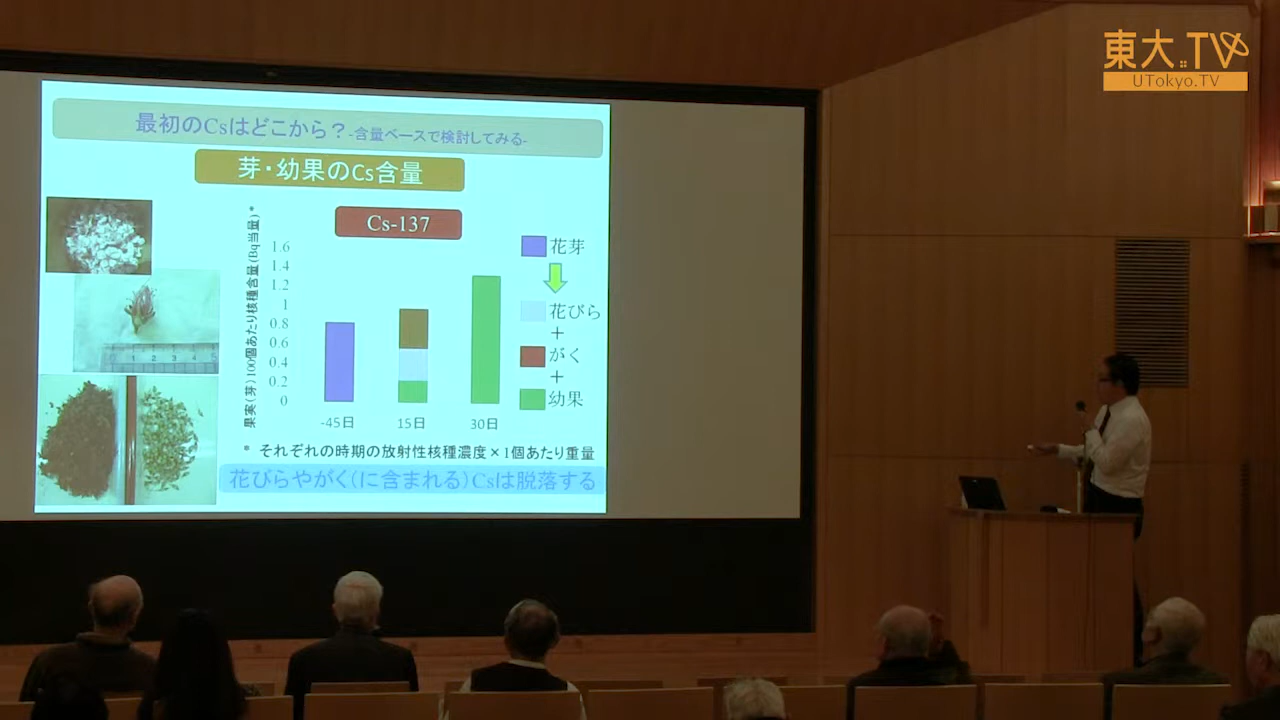 東大.TV
UTokyo.TV
最初のCsはどこから？-含量ベースで検討してみる-
芽・幼果のCs含量
Cs-137
果実(芽)100個あたり核種含量(Bq当量)*
1.6
1.4
1.2
1
0.8
0.6
0.4
0.2
0
-45日
15日
30日
花芽
花びら
+
がく
+
幼果
* それぞれの時期の放射性核種濃度×1個あたり重量
花びらやがく(に含まれる)Csは脱落する